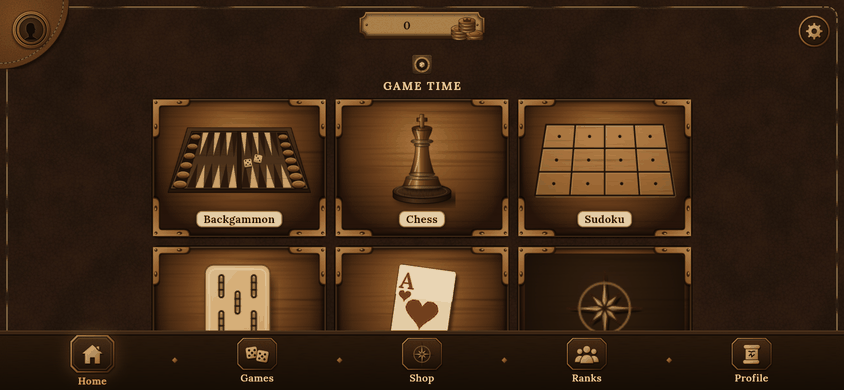 0
GAME TIME
Backgammon
Chess
Sudoku
A
Home
Games
Shop
Ranks
Profile